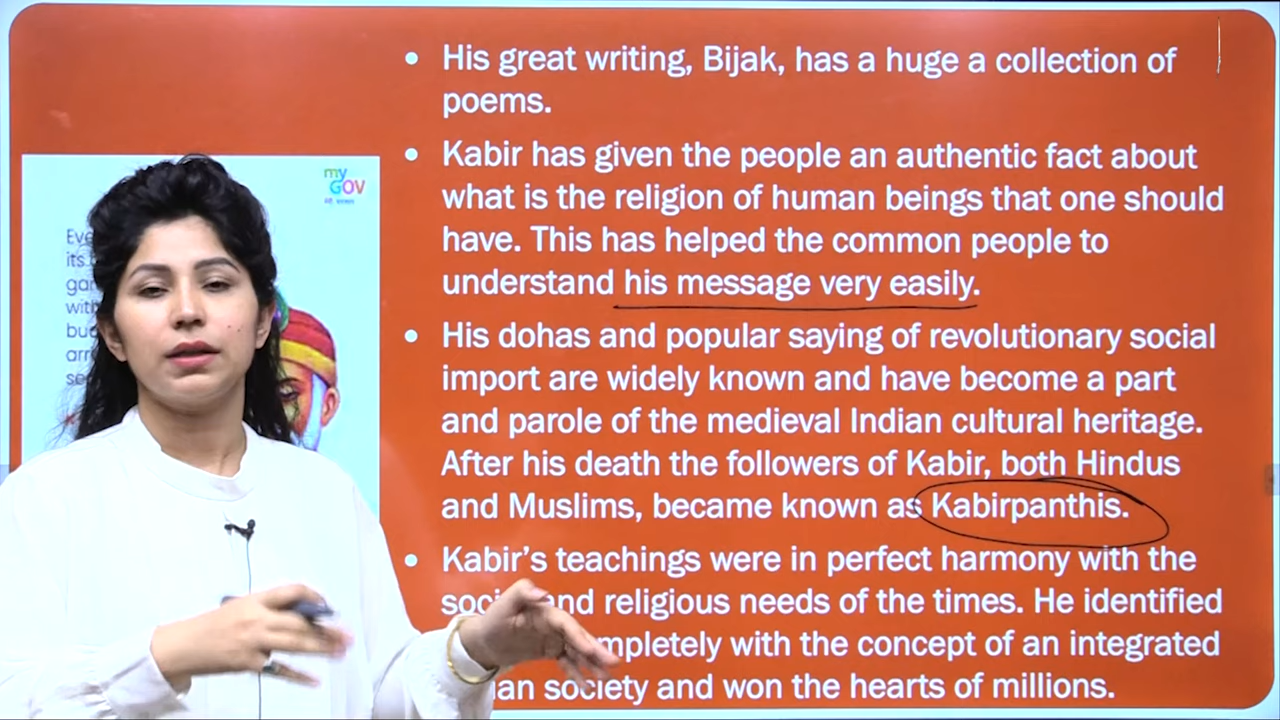 His great writing, Bijak, has a huge a collection of
poems.
Kabir has given the people an authentic fact about
what is the religion of human beings that one should
have. This has helped the common people to
understand his message very easily.
His dohas and popular saying of revolutionary social
import are widely known and have become a part
and parole of the medieval Indian cultural heritage.
After his death the followers of Kabir, both Hindus
and Muslims, became known as Kabirpanthis.
Kabir's teachings were in perfect harmony with the
and religious needs of the times. He identified
with the concept of an integrated
society and won the hearts of millions.
my
GOV